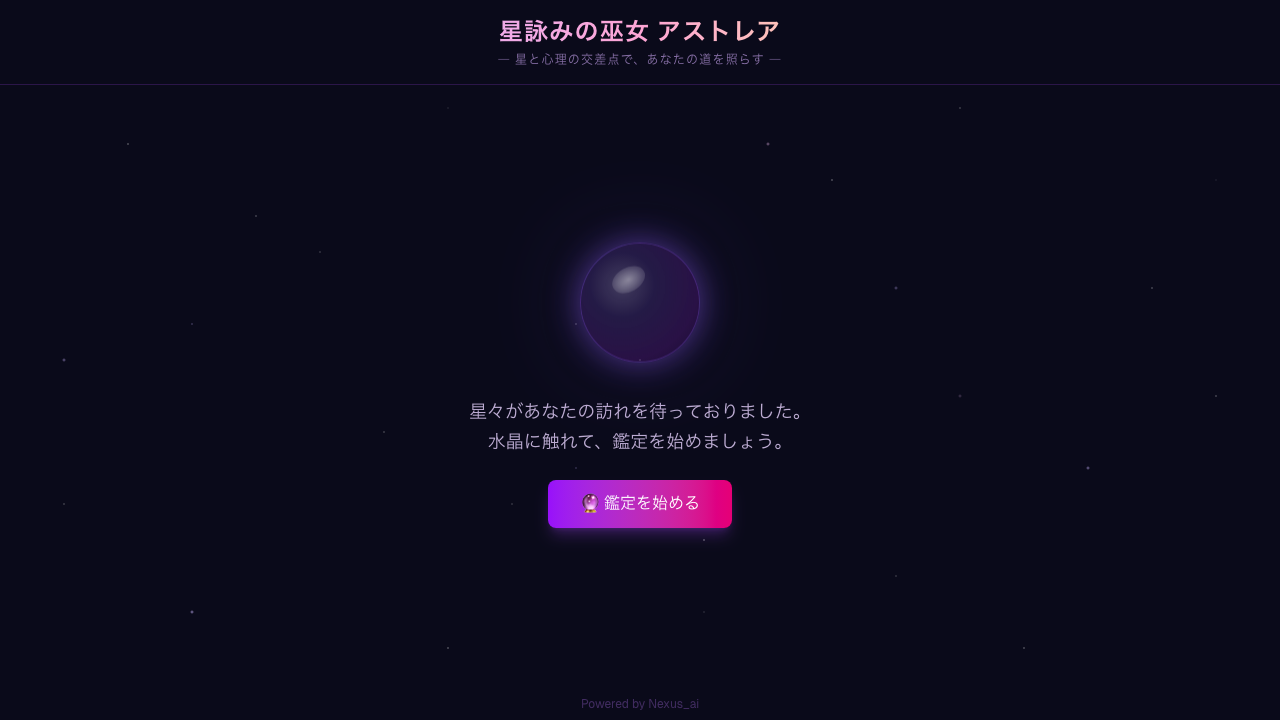 星詠みの巫女 アストレア
— 星と心理の交差点で、あなたの道を照らす —
星々があなたの訪れを待っておりました。
水晶に触れて、鑑定を始めましょう。
🔮 鑑定を始める
Powered by Nexus_ai